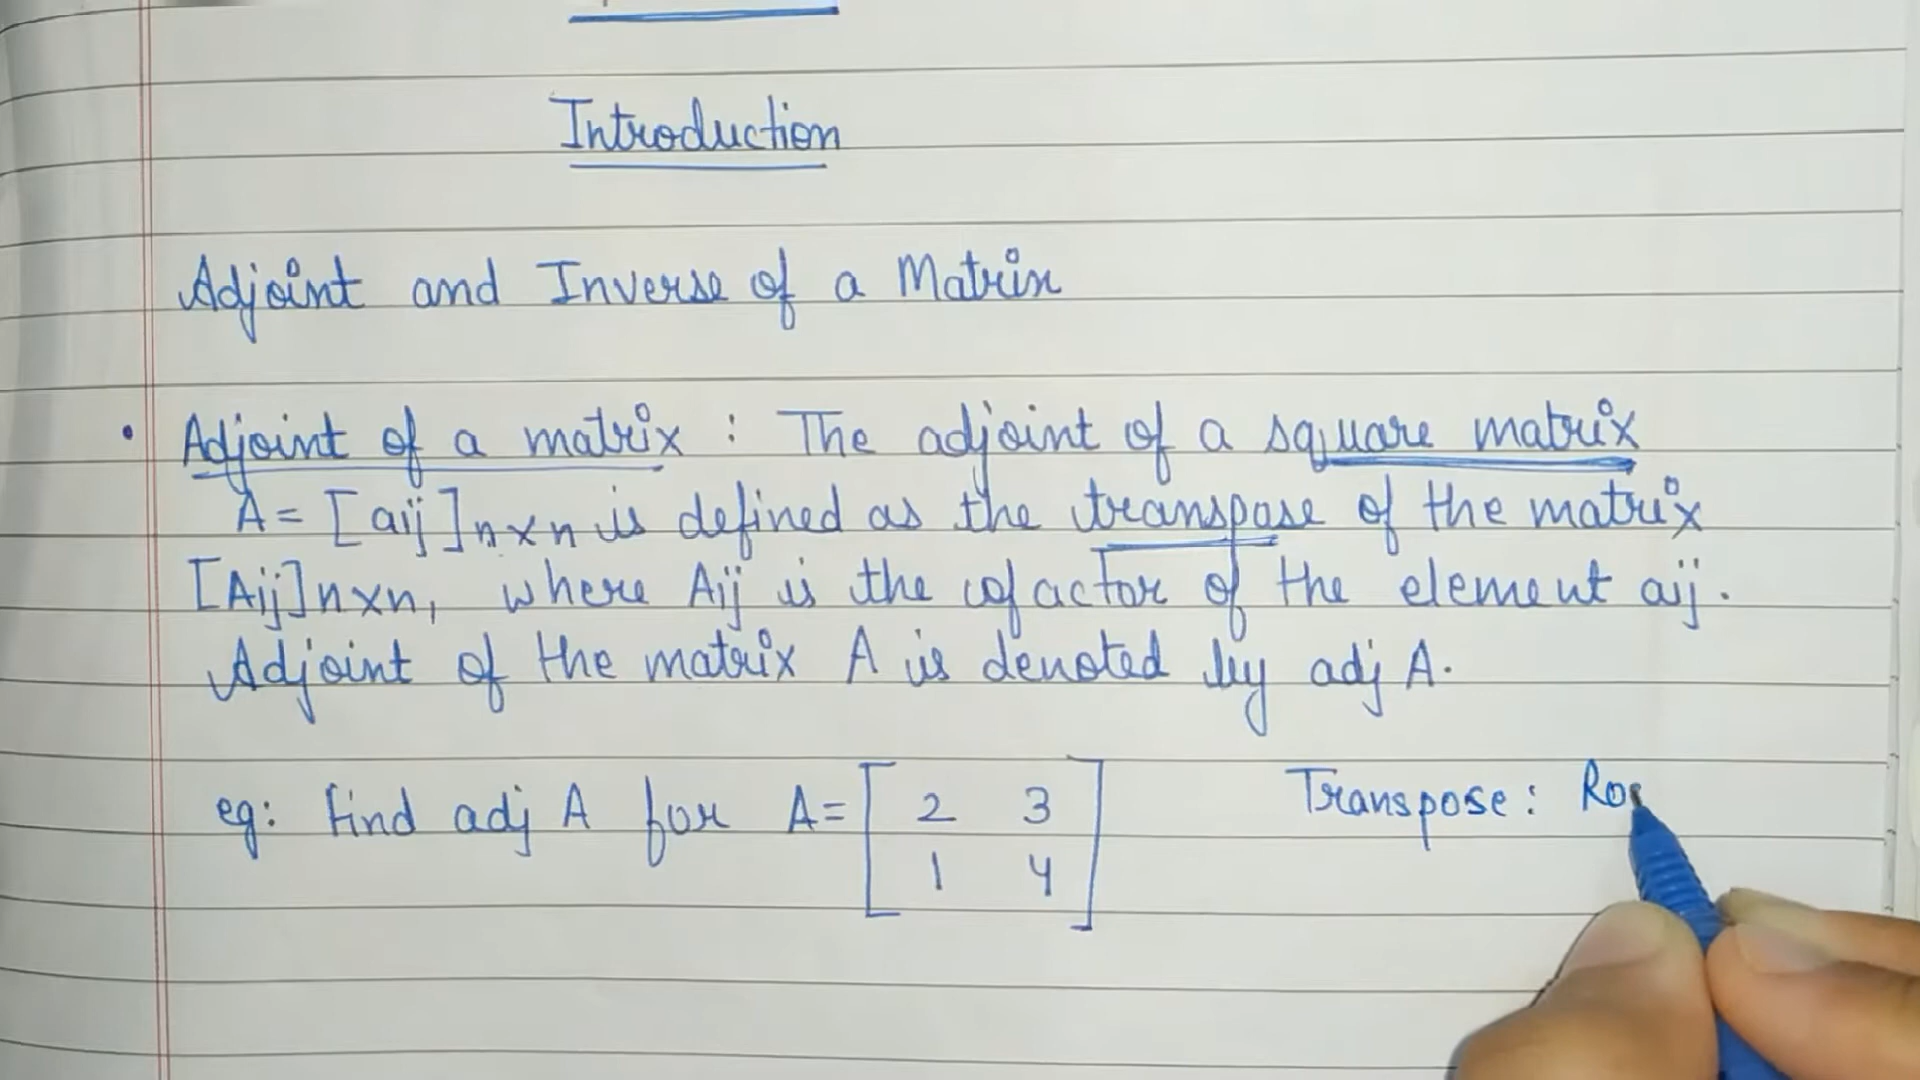 Introduction
Adjoint and Inverse of a Matrix
• Adjoint of a matrix : The adjoint of a square matrix
A = [aij]n×n is defined as the transpose of the matrix
[Aij]n×n, where Aij is the cofactor of the element aij.
Adjoint of the matrix A is denoted by adj A.
eg: find adj A for A = [ 2 3
1 4 ]
Transpose: Ro